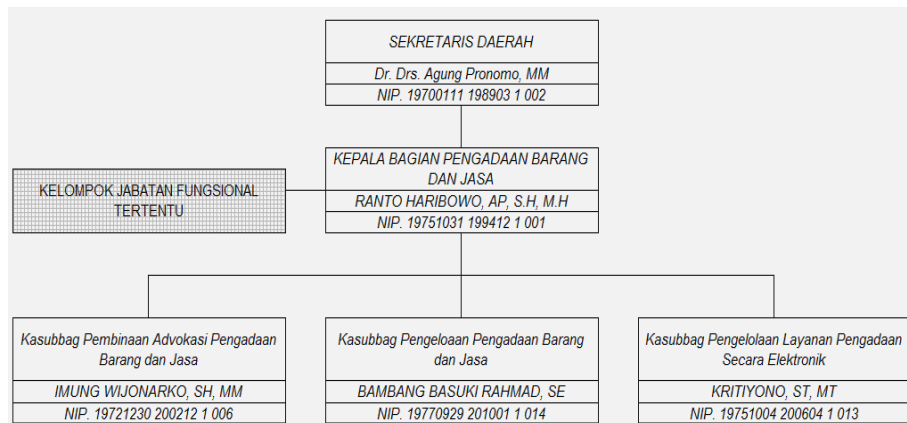 SEKRETARIS DAERAH
Dr. Drs. Agung Pronomo, MM
NIP. 19700111 198903 1 002
KEPALA BAGIAN PENGADAAN BARANG
DAN JASA
RANTO HARIBOWO, AP, S.H, M.H
NIP. 19751031 199412 1 001
KELOMPOK JABATAN FUNGSIONAL
TERTENTU
Kasubbag Pembinaan Advokasi Pengadaan
Barang dan Jasa
IMUNG WIJONARKO, SH, MM
NIP. 19721230 200212 1 006
Kasubbag Pengeloaan Pengadaan Barang
dan Jasa
BAMBANG BASUKI RAHMAD, SE
NIP. 19770929 201001 1 014
Kasubbag Pengelolaan Layanan Pengadaan
Secara Elektronik
KRITIYONO, ST, MT
NIP. 19751004 200604 1 013